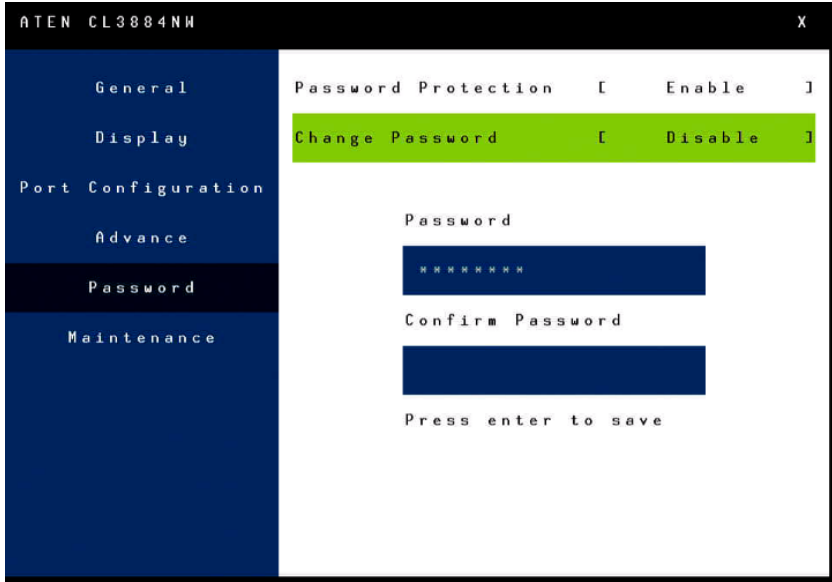 ATEN CL3884NW X
General
Display
Port Configuration
Advance
Password
Maintenance
Password Protection [ Enable ]
Change Password [ Disable ]
Password
********
Confirm Password
Press enter to save